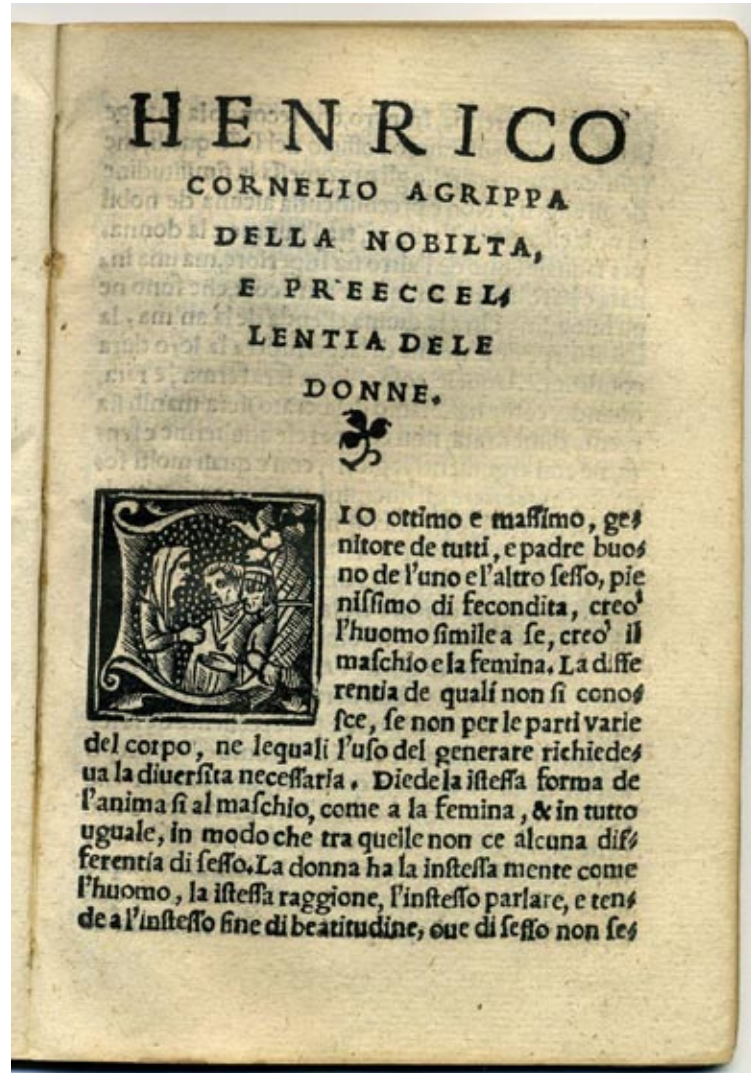 HENRICO
CORNELIO AGRIPPA
DELLA NOBILTA,
E PREECCEL⸗
LENTIA DELE
DONNE.
DIO ottimo e maſſimo, ge⸗
nitore de tutti, e padre buo⸗
no de l'uno e l'altro ſeſſo, pie
niſſimo di fecondita, creo'
l'huomo ſimile a ſe, creo' il
maſchio e la femina. La diffe
rentia de quali non ſi cono⸗
ſce, ſe non per le parti varie
del corpo, ne lequali l'uſo del generare richiede⸗
ua la diuerſita neceſſaria. Diede la iſteſſa forma de
l'anima ſi al maſchio, come a la femina, & in tutto
uguale, in modo che tra quelle non ce alcuna dif⸗
ferentia di ſeſſo. La donna ha la inſteſſa mente come
l'huomo, la iſteſſa raggione, l'inſteſſo parlare, e ten⸗
de a l'inſteſſo fine di beatitudine, oue di ſeſſo non ſe⸗